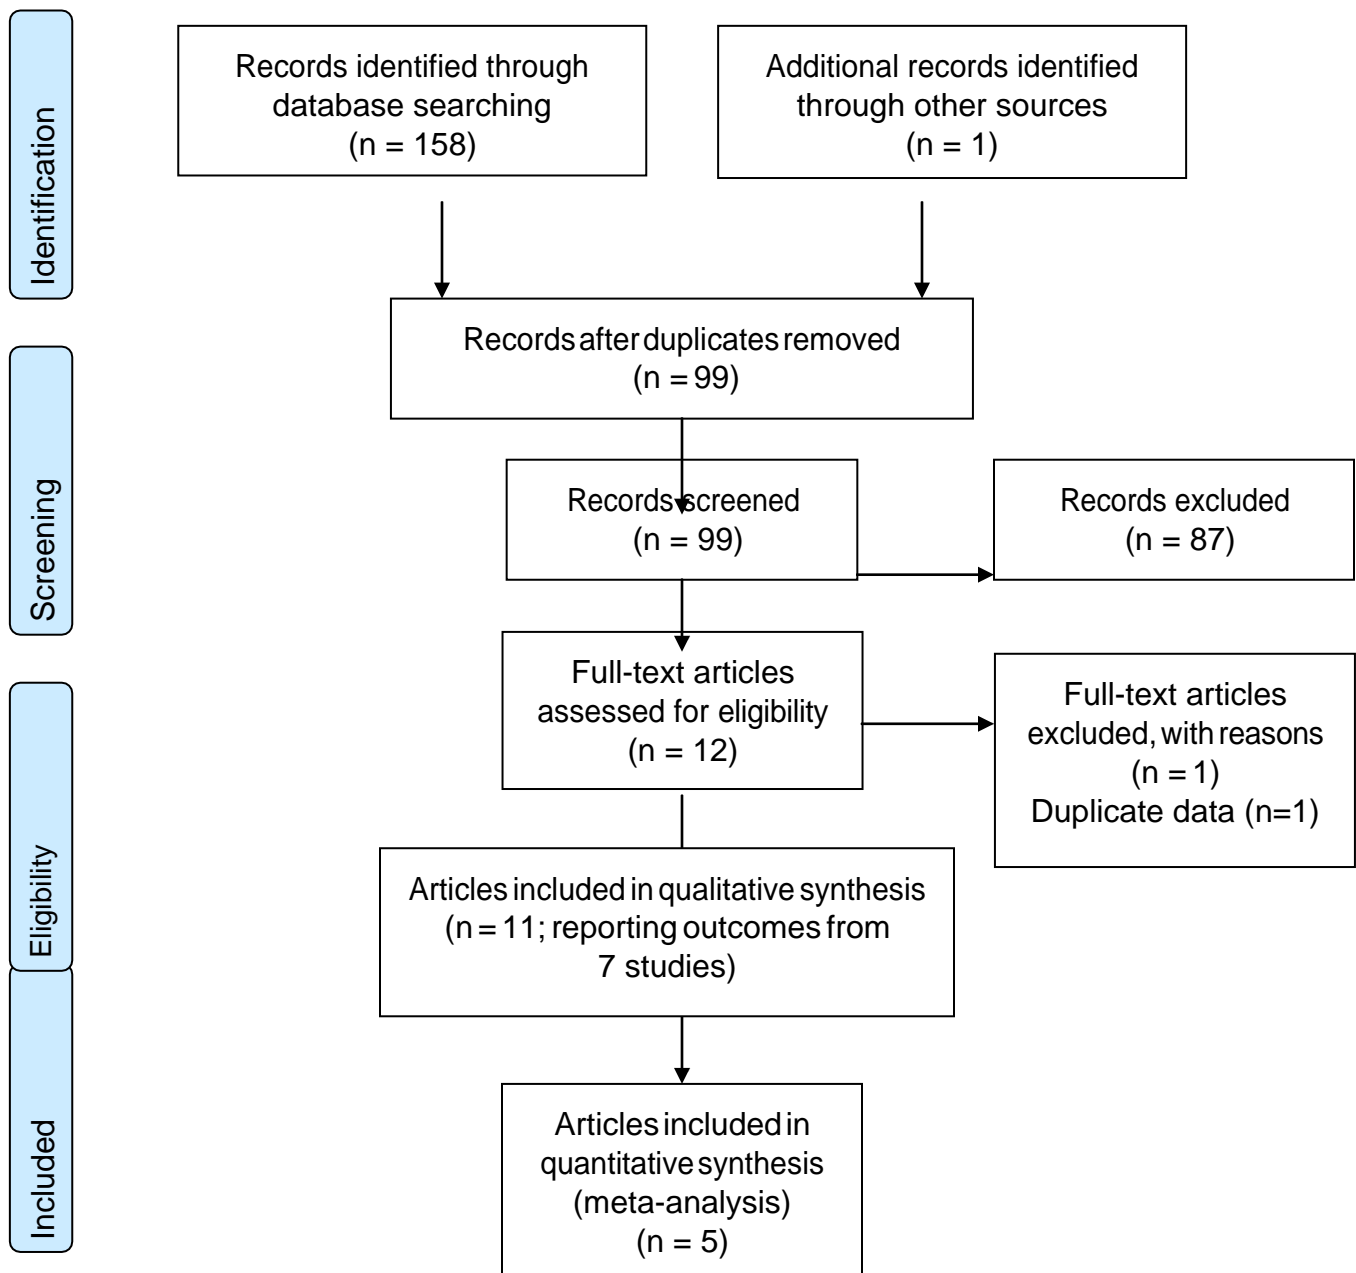 Identification
Records identified through
database searching
(n = 158)
Additional records identified
through other sources
(n = 1)
Records after duplicates removed
(n = 99)
Screening
Records screened
(n = 99)
Records excluded
(n = 87)
Eligibility
Full-text articles
assessed for eligibility
(n = 12)
Full-text articles
excluded, with reasons
(n = 1)
Duplicate data (n=1)
Articles included in qualitative synthesis
(n = 11; reporting outcomes from
7 studies)
Included
Articles included in
quantitative synthesis
(meta-analysis)
(n = 5)